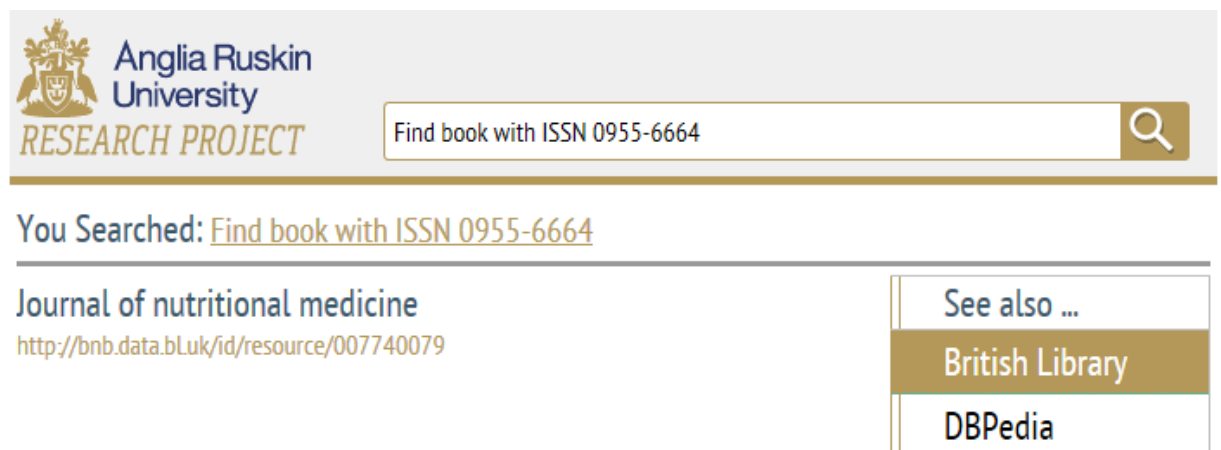 Anglia Ruskin
University
RESEARCH PROJECT
Find book with ISSN 0955-6664
You Searched: Find book with ISSN 0955-6664
Journal of nutritional medicine
http://bnb.data.bl.uk/id/resource/007740079
See also ...
British Library
DBPedia